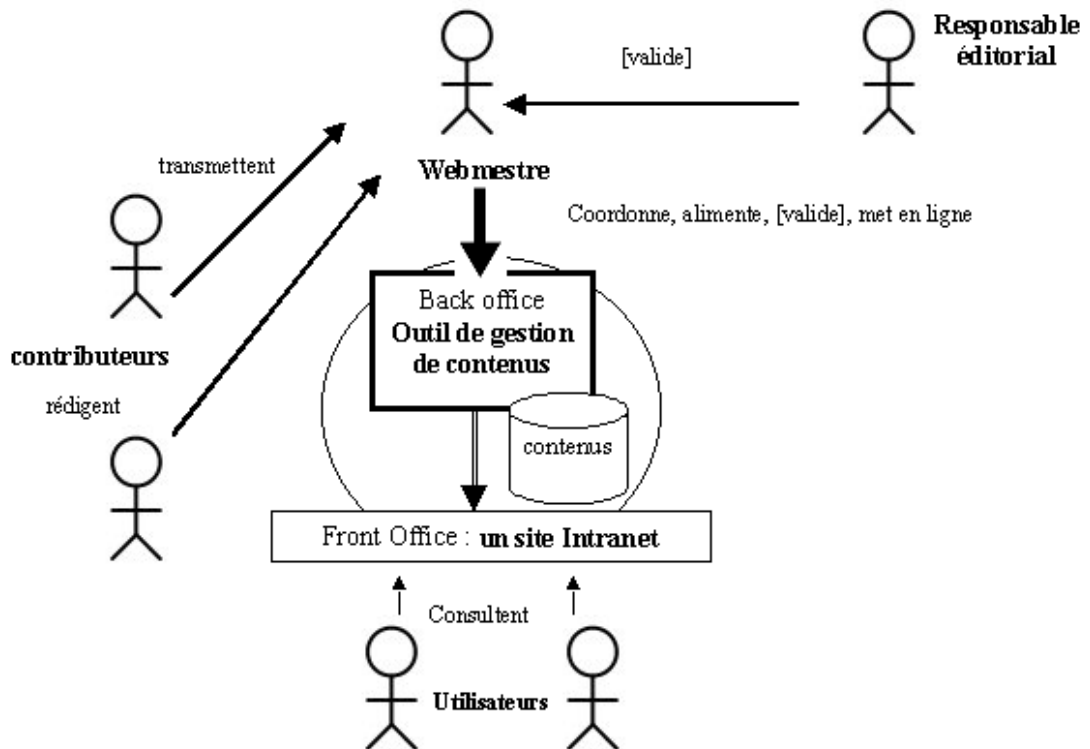 Responsable
éditorial
[valide]
transmettent
Webmestre
Coordonne, alimente, [valide], met en ligne
Back office
Outil de gestion
de contenus
contributeurs
rédigent
contenus
Front Office : un site Intranet
Consultent
Utilisateurs